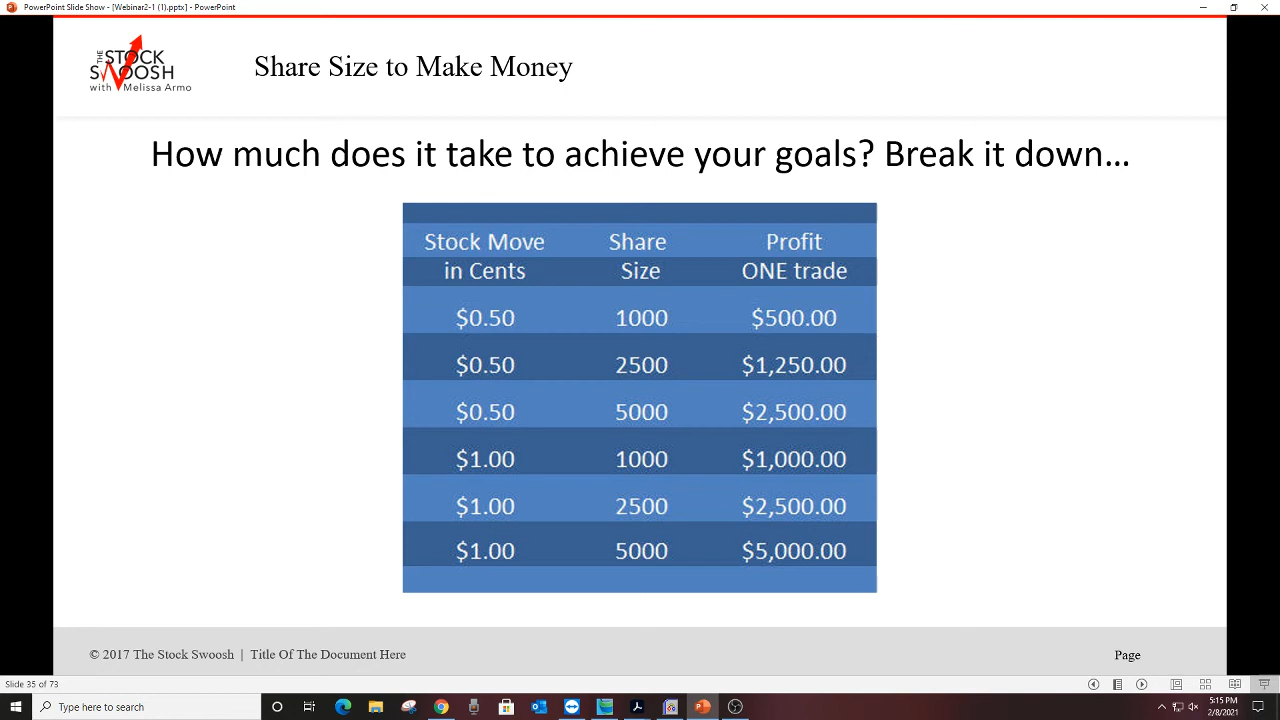 PowerPoint Slide Show - [Webinar2-1 (1).pptx] - PowerPoint
THE STOCK
SWOOSH
with Melissa Armo
Share Size to Make Money
How much does it take to achieve your goals? Break it down...
Stock Move Share Profit
in Cents Size ONE trade
$0.50 1000 $500.00
$0.50 2500 $1,250.00
$0.50 5000 $2,500.00
$1.00 1000 $1,000.00
$1.00 2500 $2,500.00
$1.00 5000 $5,000.00
© 2017 The Stock Swoosh | Title Of The Document Here
Page
Slide 35 of 73
Type here to search
5:15 PM
2/8/2021